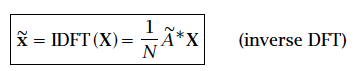 x̃ = IDFT(X) = 1/N Ã*X (inverse DFT)